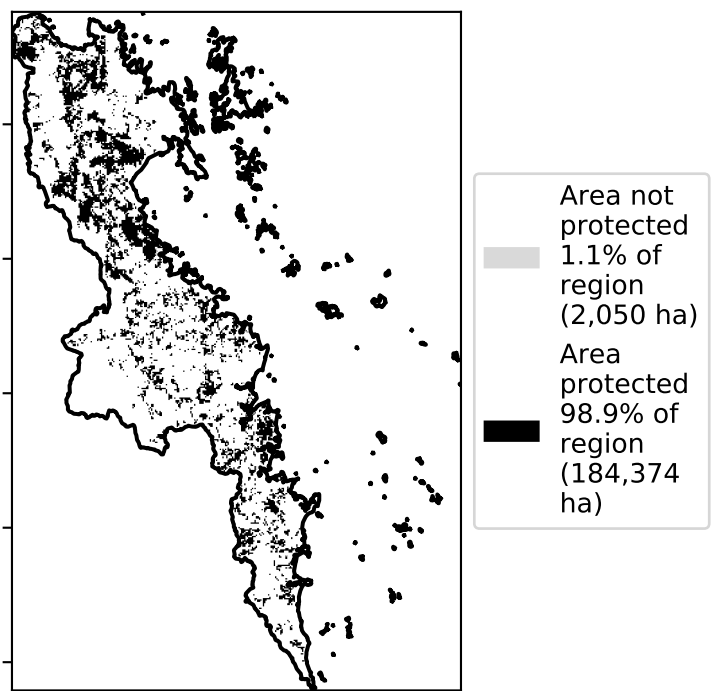 Area not
protected
1.1% of
region
(2,050 ha)
Area
protected
98.9% of
region
(184,374
ha)